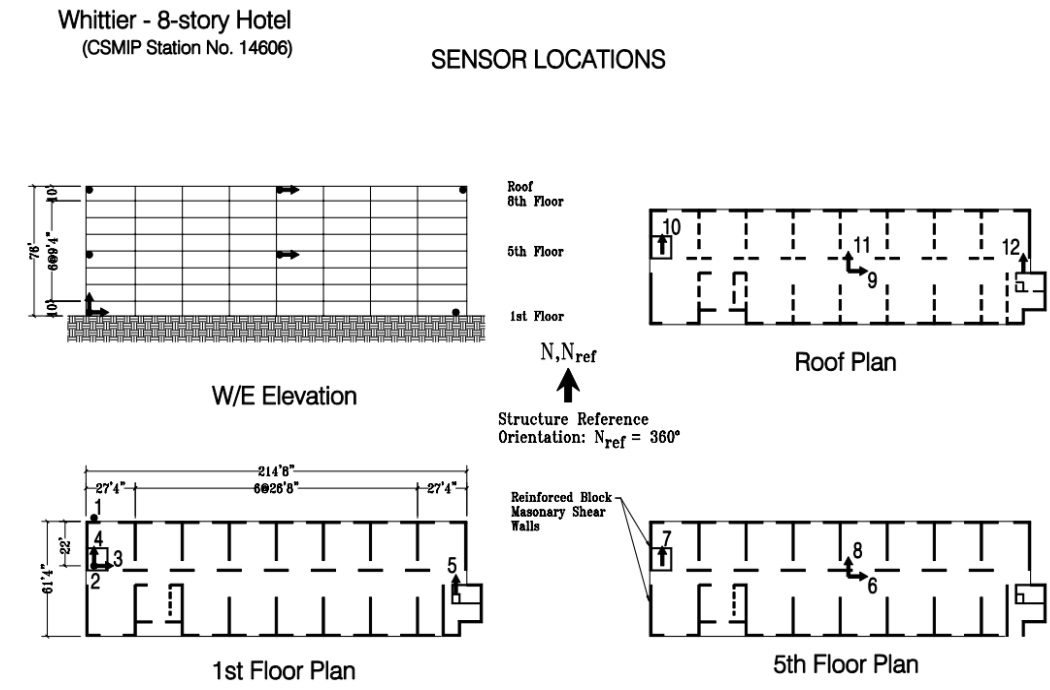 Whittier - 8-story Hotel
(CSMIP Station No. 14606)
SENSOR LOCATIONS
10'
76'
6@9'4"
10'
Roof
8th Floor
5th Floor
1st Floor
W/E Elevation
N,Nref
Structure Reference
Orientation: Nref = 360°
10
11
12
9
Roof Plan
214'8"
27'4"
6@26'8"
27'4"
1
4
22'
3
2
5
61'4"
1st Floor Plan
Reinforced Block
Masonary Shear
Walls
7
8
6
5th Floor Plan